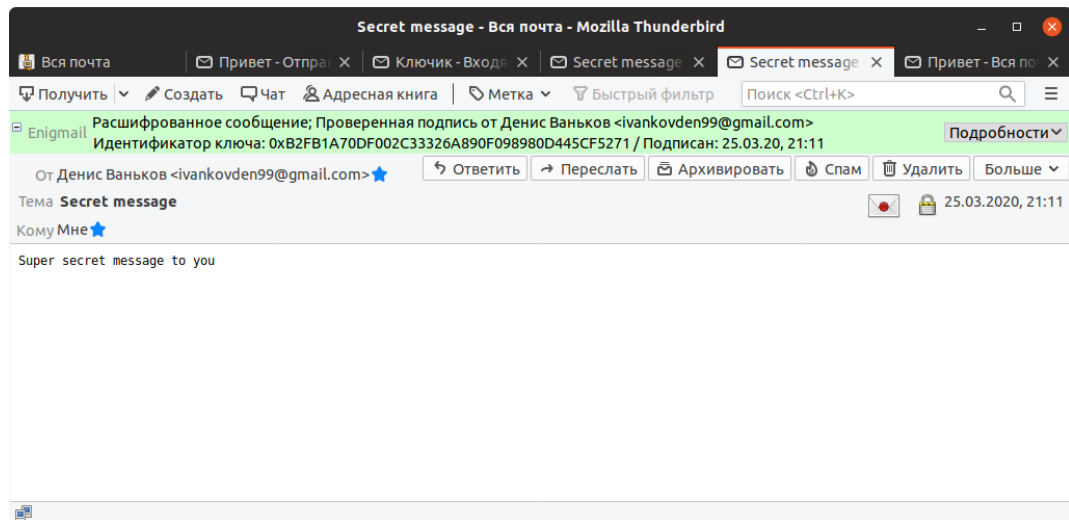 Secret message - Вся почта - Mozilla Thunderbird
Вся почта Привет - Отпра Ключик - Входя Secret message Secret message - Привет - Вся по
Получить Создать Чат Адресная книга Метка Быстрый фильтр Поиск <Ctrl+K>
Enigmail Расшифрованное сообщение; Проверенная подпись от Денис Ваньков <ivankovden99@gmail.com>
Идентификатор ключа: 0xB2FB1A70DF002C33326A890F098980D445CF5271 / Подписан: 25.03.20, 21:11
Подробности
От Денис Ваньков <ivankovden99@gmail.com> Ответить Переслать Архивировать Спам Удалить Больше
Тема Secret message 25.03.2020, 21:11
Кому Мне
Super secret message to you